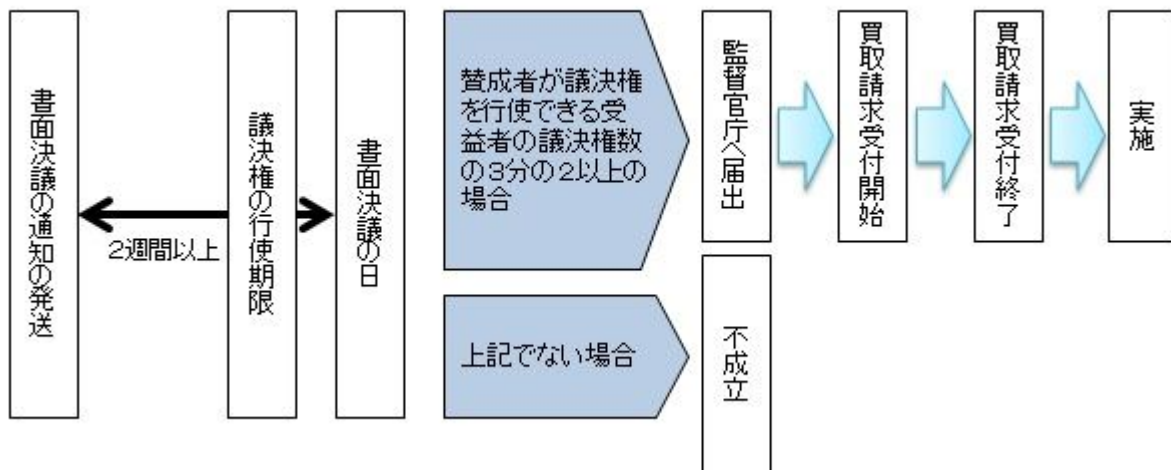 書面決議の通知の発送
2週間以上
議決権の行使期限
書面決議の日
賛成者が議決権
を行使できる受
益者の議決権数
の3分の2以上の
場合
監督官庁へ届出
買取請求受付開始
買取請求受付終了
実施
上記でない場合
不成立